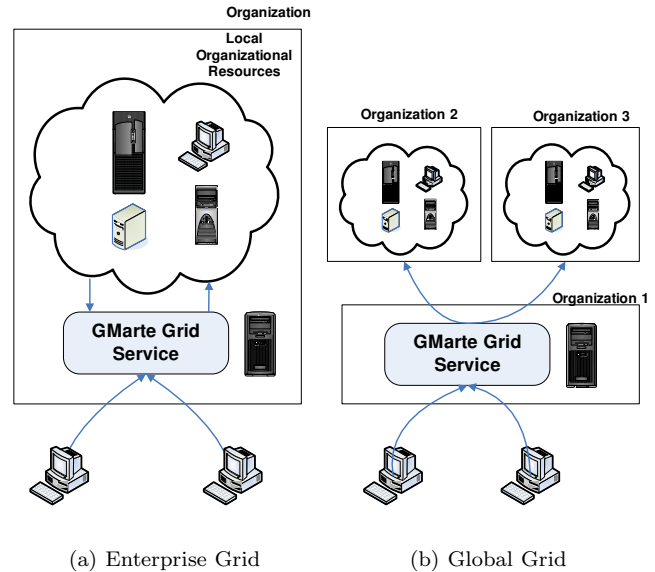 Organization
Local
Organizational
Resources
GMarte Grid
Service
(a) Enterprise Grid
Organization 2
Organization 3
Organization 1
GMarte Grid
Service
(b) Global Grid